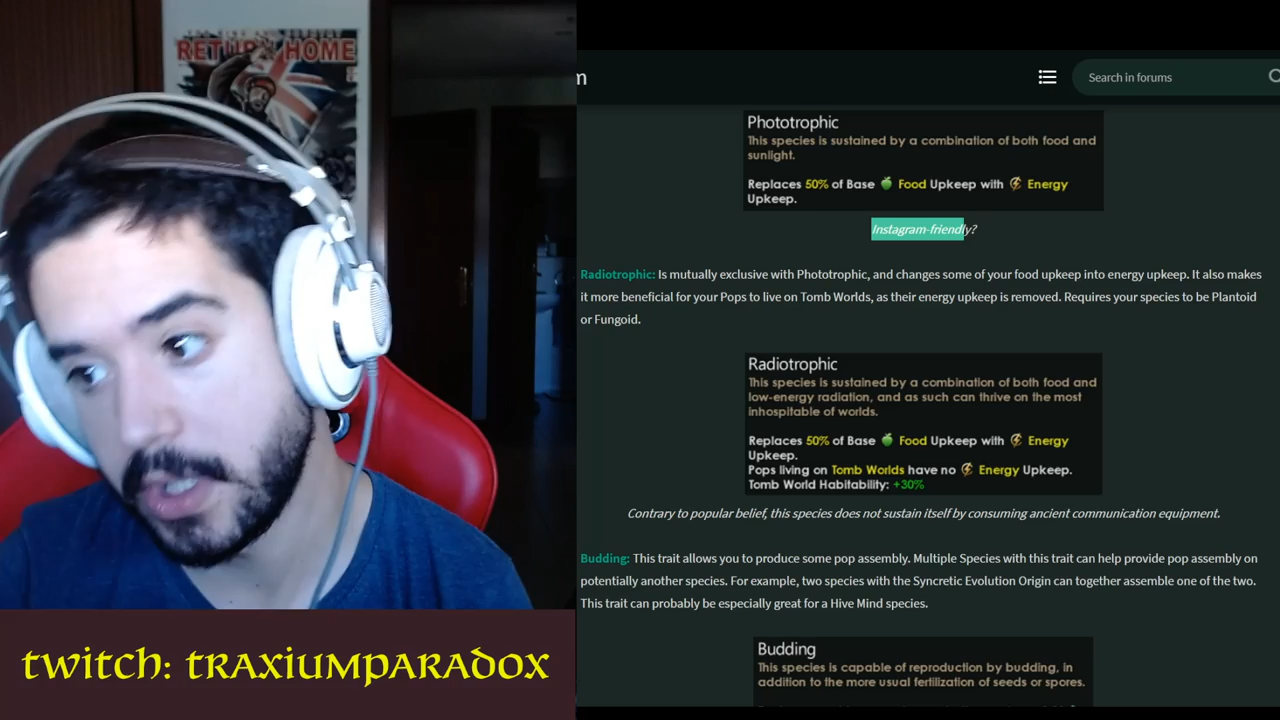 RETURN HOME
m
Search in forums
Phototrophic
This species is sustained by a combination of both food and
sunlight.
Replaces 50% of Base Food Upkeep with Energy
Upkeep.
Instagram-friendly?
Radiotrophic: Is mutually exclusive with Phototrophic, and changes some of your food upkeep into energy upkeep. It also makes
it more beneficial for your Pops to live on Tomb Worlds, as their energy upkeep is removed. Requires your species to be Plantoid
or Fungoid.
Radiotrophic
This species is sustained by a combination of both food and
low-energy radiation, and as such can thrive on the most
inhospitable of worlds.
Replaces 50% of Base Food Upkeep with Energy
Upkeep.
Pops living on Tomb Worlds have no Energy Upkeep.
Tomb World Habitability: +30%
Contrary to popular belief, this species does not sustain itself by consuming ancient communication equipment.
Budding: This trait allows you to produce some pop assembly. Multiple Species with this trait can help provide pop assembly on
potentially another species. For example, two species with the Syncretic Evolution Origin can together assemble one of the two.
This trait can probably be especially great for a Hive Mind species.
Budding
This species is capable of reproduction by budding, in
addition to the more usual fertilization of seeds or spores.
twitch: traxiumparadox